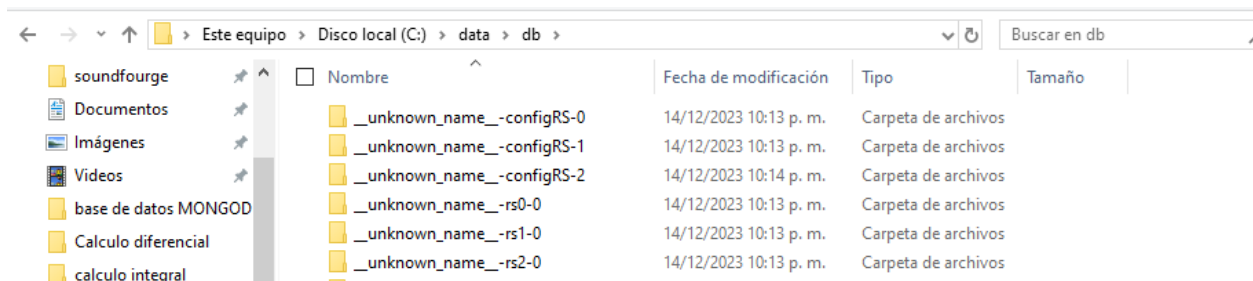 Este equipo > Disco local (C:) > data > db >
Buscar en db
soundfourge
Documentos
Imágenes
Videos
base de datos MONGOD
Calculo diferencial
calculo integral
Nombre Fecha de modificación Tipo Tamaño
__unknown_name__-configRS-0 14/12/2023 10:13 p. m. Carpeta de archivos
__unknown_name__-configRS-1 14/12/2023 10:13 p. m. Carpeta de archivos
__unknown_name__-configRS-2 14/12/2023 10:14 p. m. Carpeta de archivos
__unknown_name__-rs0-0 14/12/2023 10:13 p. m. Carpeta de archivos
__unknown_name__-rs1-0 14/12/2023 10:13 p. m. Carpeta de archivos
__unknown_name__-rs2-0 14/12/2023 10:13 p. m. Carpeta de archivos